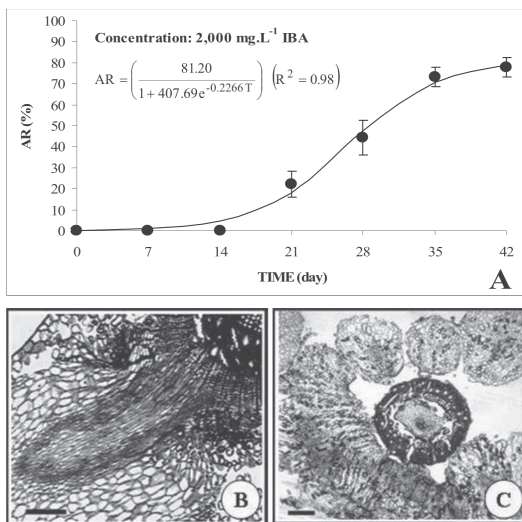 100
Concentration: 2,000 mg.L⁻¹ IBA
90
80
AR = ( 81.20 / 1 + 407.69e^-0.2266 T ) (R² = 0.98)
70
60
50
40
30
20
10
0
AR (%)
0 7 14 21 28 35 42
TIME (day)
A
B
C